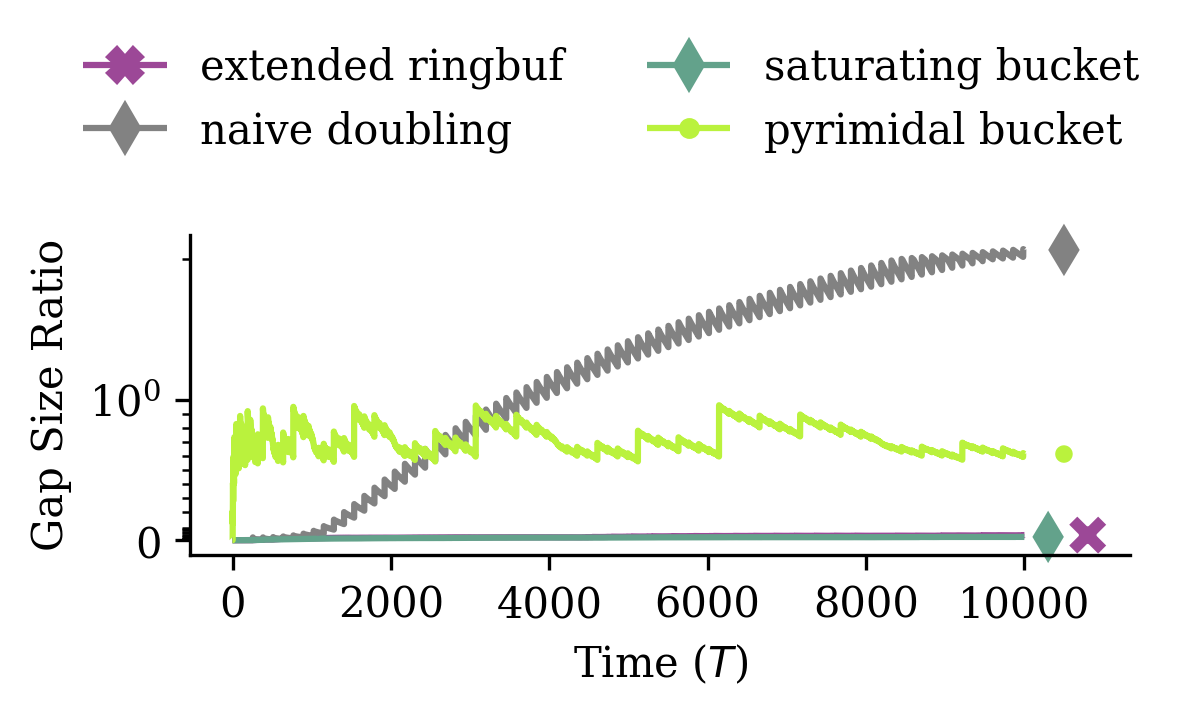 extended ringbuf
naive doubling
saturating bucket
pyrimidal bucket
Gap Size Ratio
10⁰
0
0 2000 4000 6000 8000 10000
Time (T)